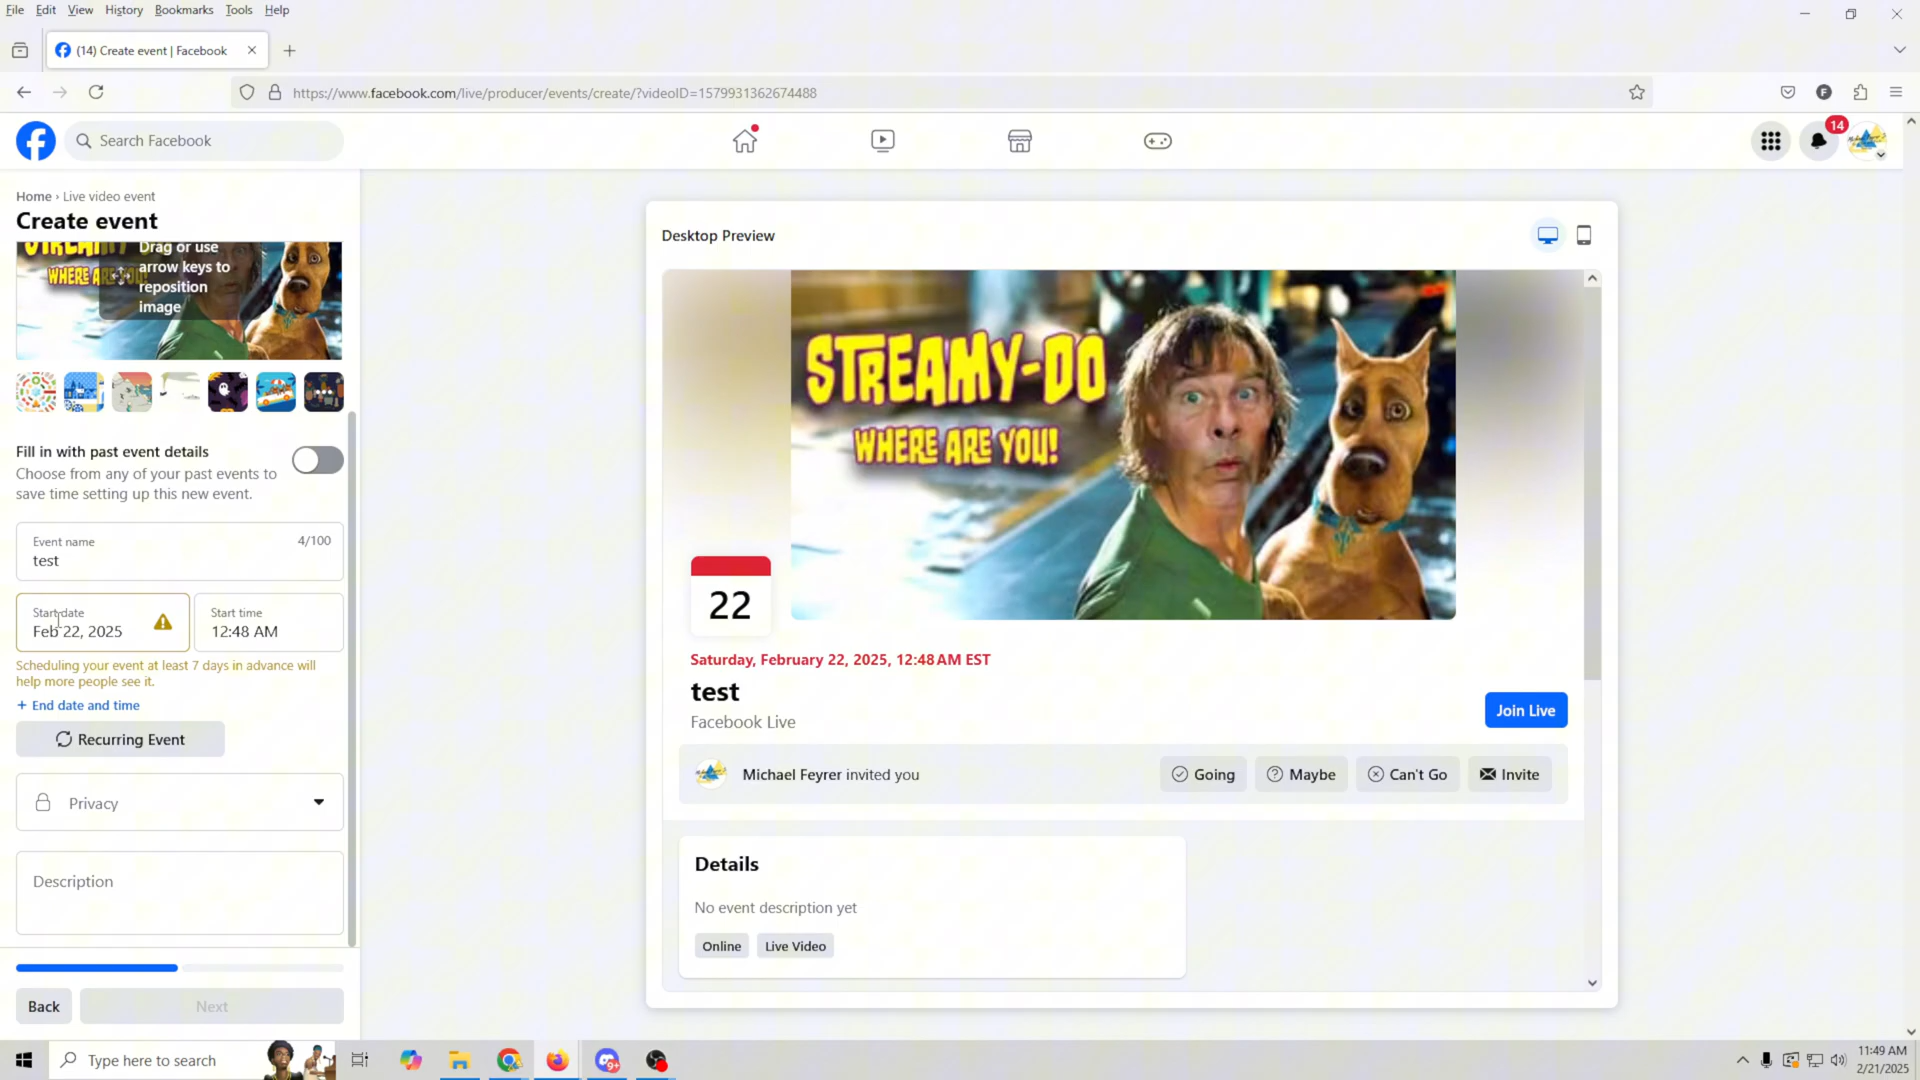 File Edit View History Bookmarks Tools Help
(14) Create event | Facebook
https://www.facebook.com/live/producer/events/create/?videoID=1579931362674488
F
Search Facebook
14
Home › Live video event
Create event
STREAMY
WHERE A
Drag or use
arrow keys to
reposition
image
Fill in with past event details
Choose from any of your past events to
save time setting up this new event.
Event name
4/100
test
Start date
Feb 22, 2025
Start time
12:48 AM
Scheduling your event at least 7 days in advance will
help more people see it.
+ End date and time
Recurring Event
Privacy
Description
Back
Next
Desktop Preview
STREAMY-DO
WHERE ARE YOU!
22
Saturday, February 22, 2025, 12:48 AM EST
test
Facebook Live
Join Live
Michael Feyrer invited you
Going
Maybe
Can't Go
Invite
Details
No event description yet
Online
Live Video
Type here to search
9+
11:49 AM
2/21/2025